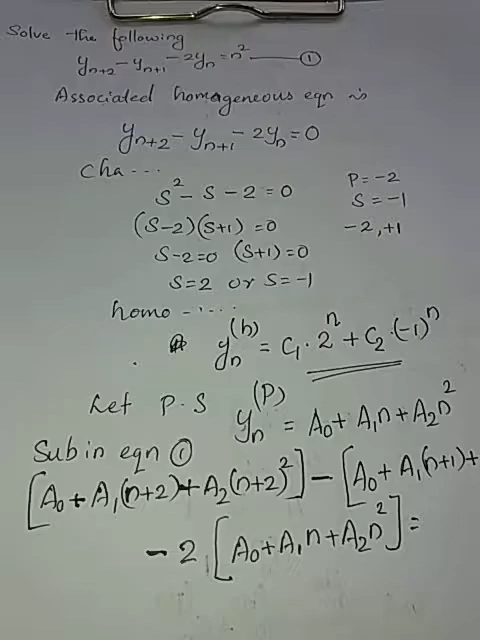 Solve the following
yₙ₊₂ - yₙ₊₁ - 2yₙ = n² —— ①
Associated homogeneous eqn is
yₙ₊₂ - yₙ₊₁ - 2yₙ = 0
Cha ....
s² - s - 2 = 0 P = -2
(s-2)(s+1) = 0 S = -1
s-2=0 (s+1)=0 -2, +1
s=2 or s=-1
homo - ....
yₙ⁽ʰ⁾ = C₁·2ⁿ + C₂·(-1)ⁿ
Let P.S yₙ⁽ᴾ⁾ = A₀ + A₁n + A₂n²
Sub in eqn ①
[A₀ + A₁(n+2) + A₂(n+2)²] - [A₀ + A₁(n+1) +
- 2 [A₀ + A₁n + A₂n²] =